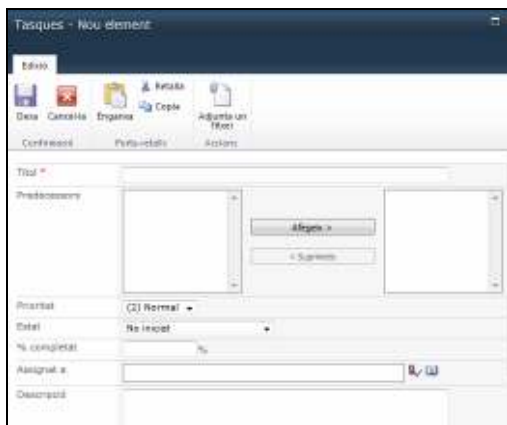 Tasques - Nou element
Edició
Desa
Cancel·la
Enganxa
Retalla
Copia
Adjunta un
fitxer
Confirmació
Porta-retalls
Accions
Títol *
Predecessors
Afegeix >
< Suprimeix
Prioritat
(2) Normal
Estat
No iniciat
% completat
%
Assignat a
Descripció